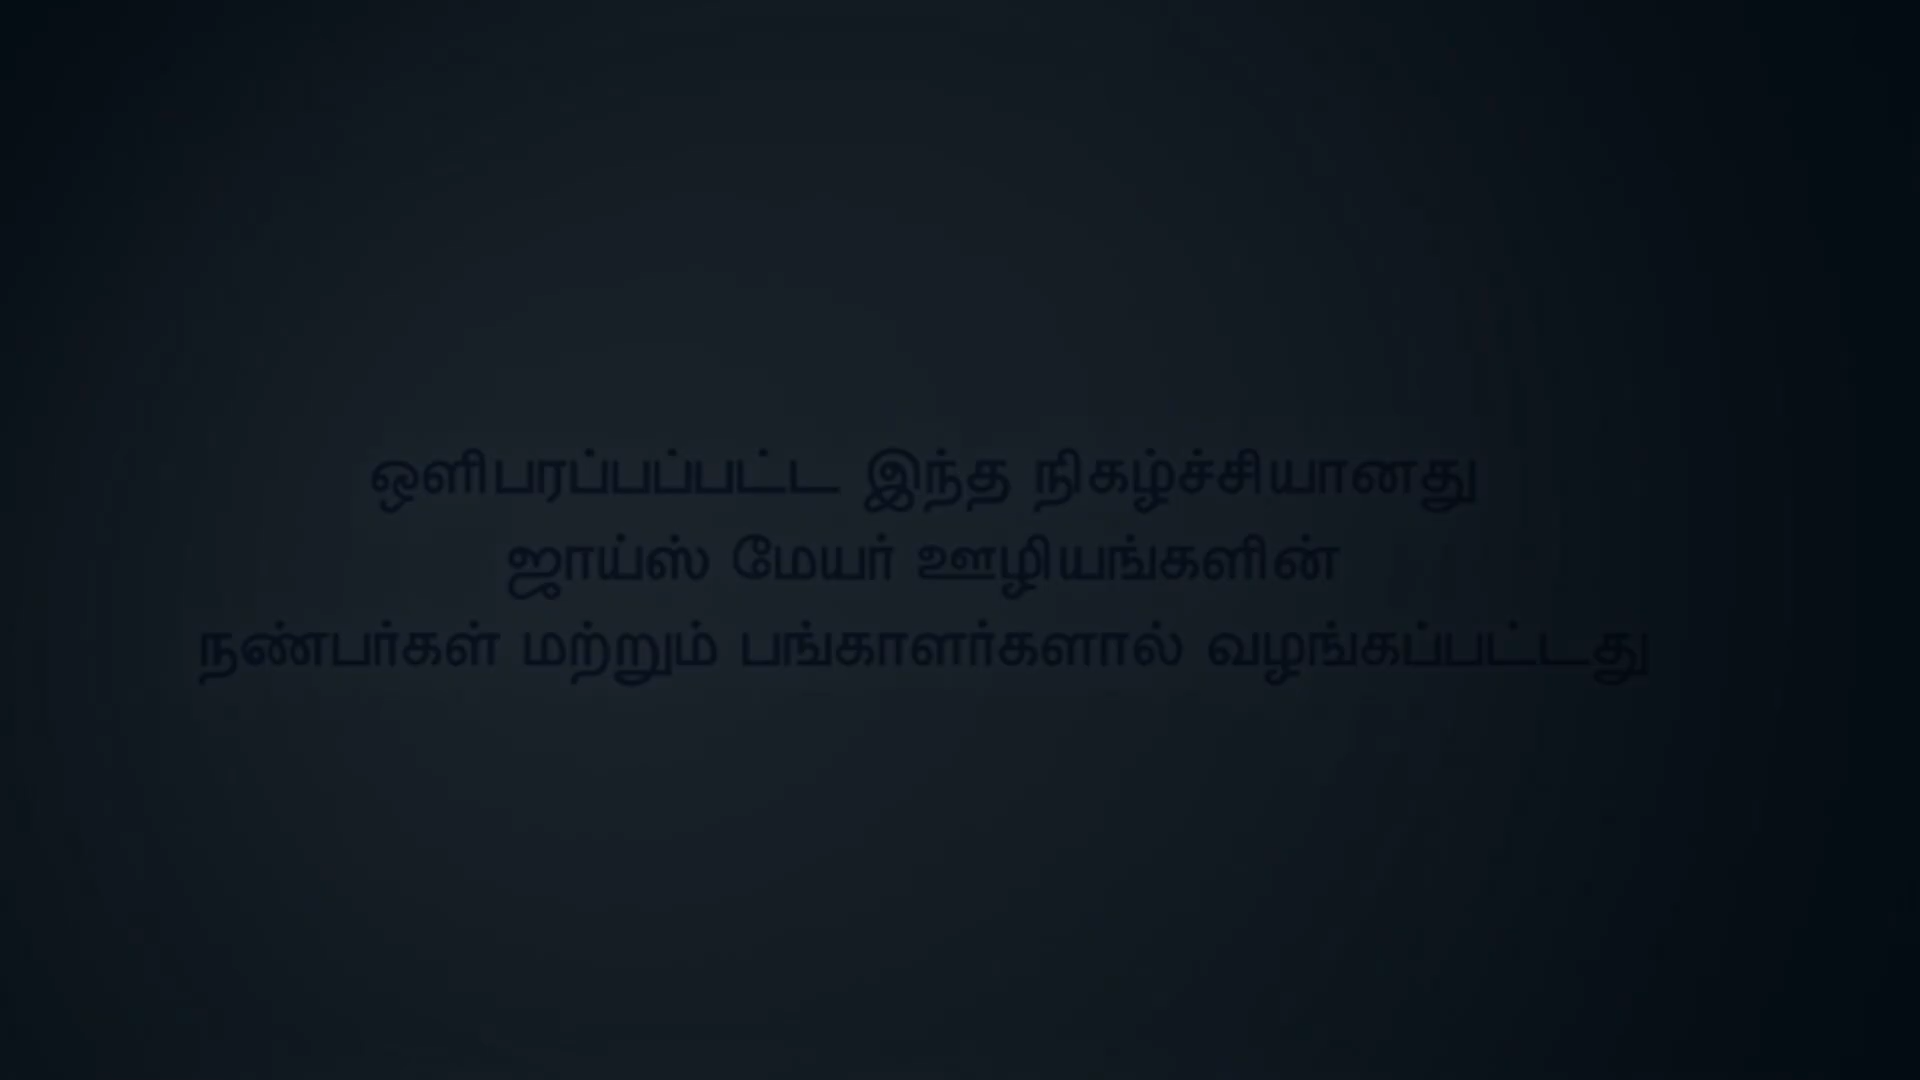 ஒளிபரப்பப்பட்ட இந்த நிகழ்ச்சியானது
ஜாய்ஸ் மேயர் ஊழியங்களின்
நண்பர்கள் மற்றும் பங்காளர்களால் வழங்கப்பட்டது